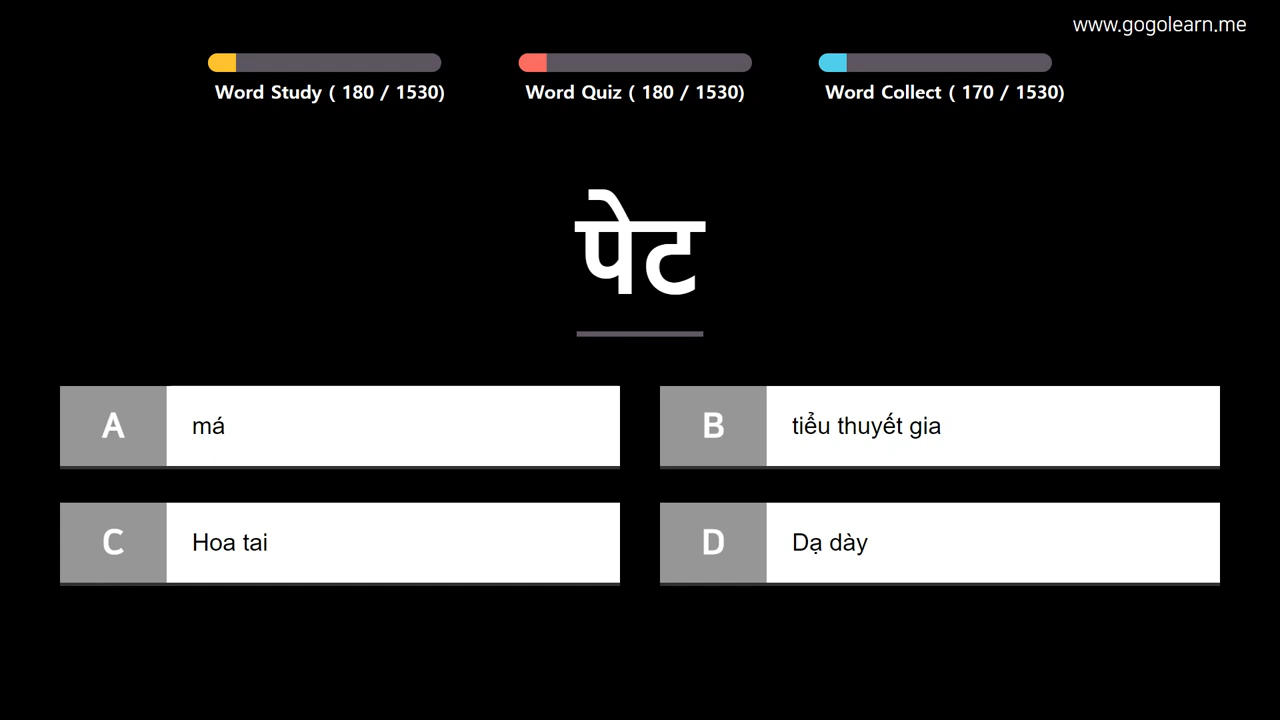 www.gogolearn.me
Word Study ( 180 / 1530)
Word Quiz ( 180 / 1530)
Word Collect ( 170 / 1530)
पेट
A
má
B
tiểu thuyết gia
C
Hoa tai
D
Dạ dày